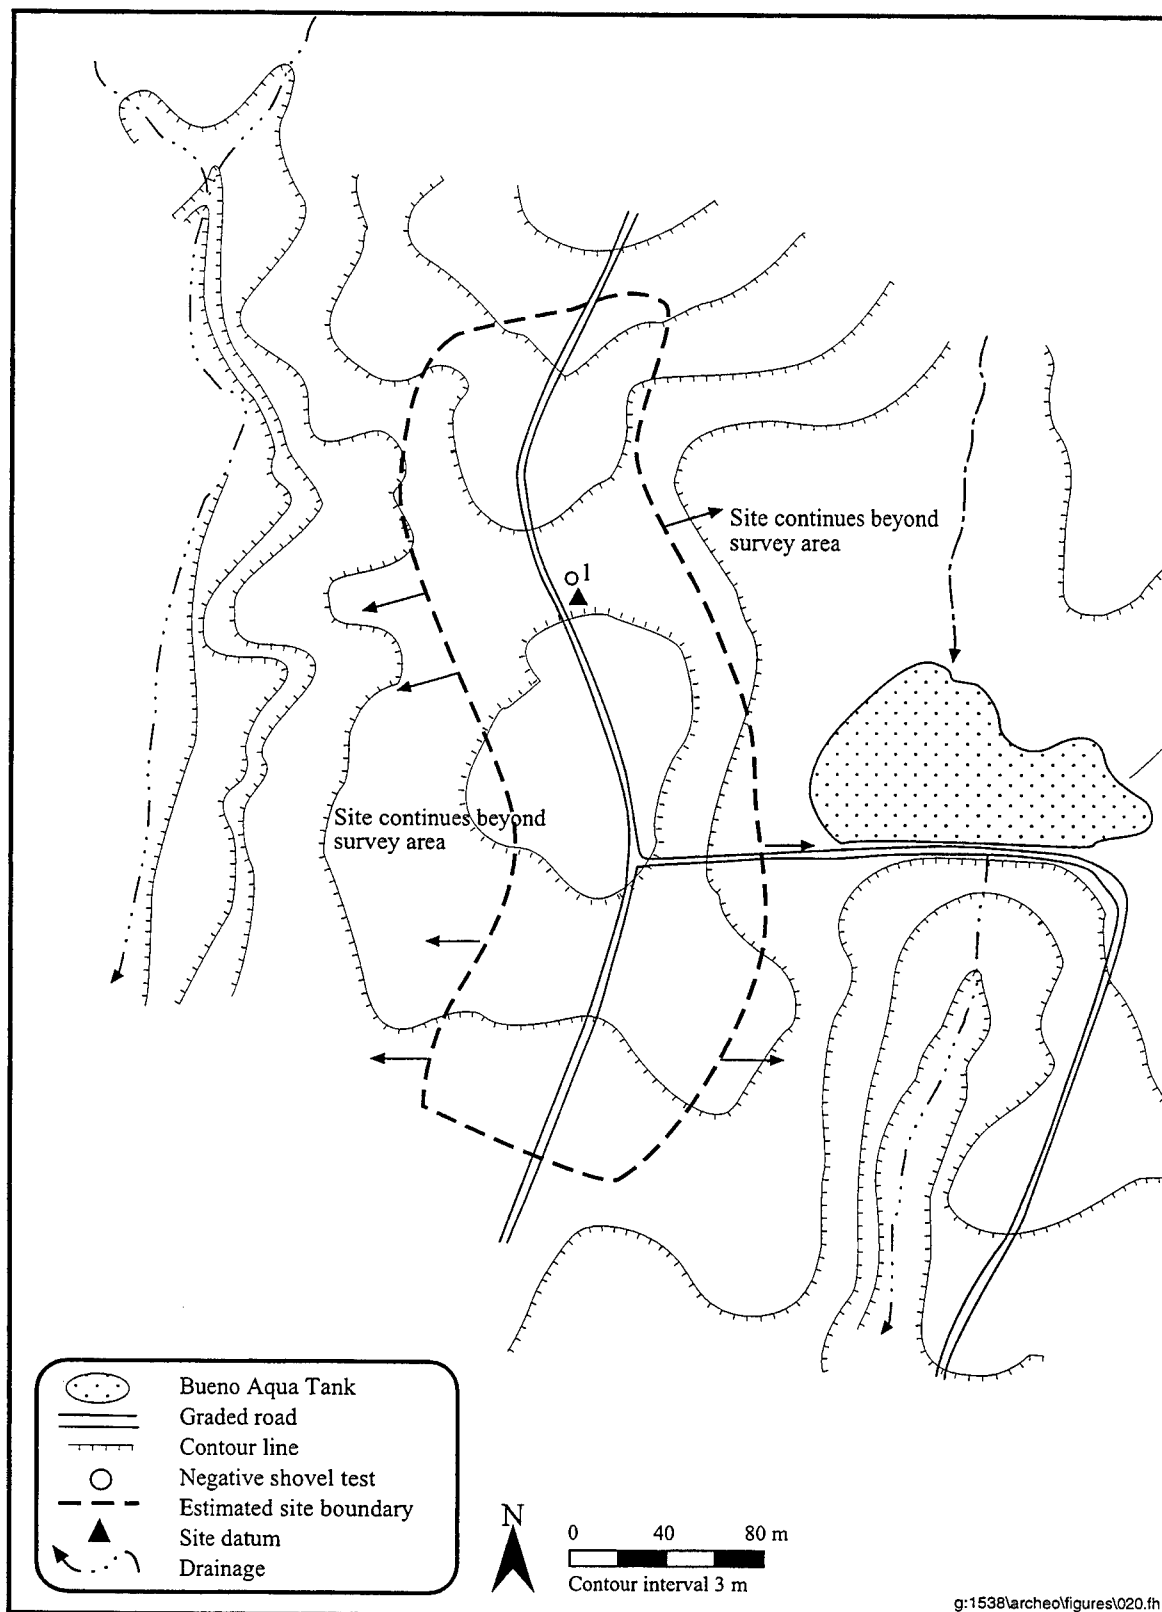 Site continues beyond
survey area
1
Site continues beyond
survey area
Bueno Aqua Tank
Graded road
Contour line
Negative shovel test
Estimated site boundary
Site datum
Drainage
N
0 40 80 m
Contour interval 3 m
g:1538\archeo\figures\020.fh